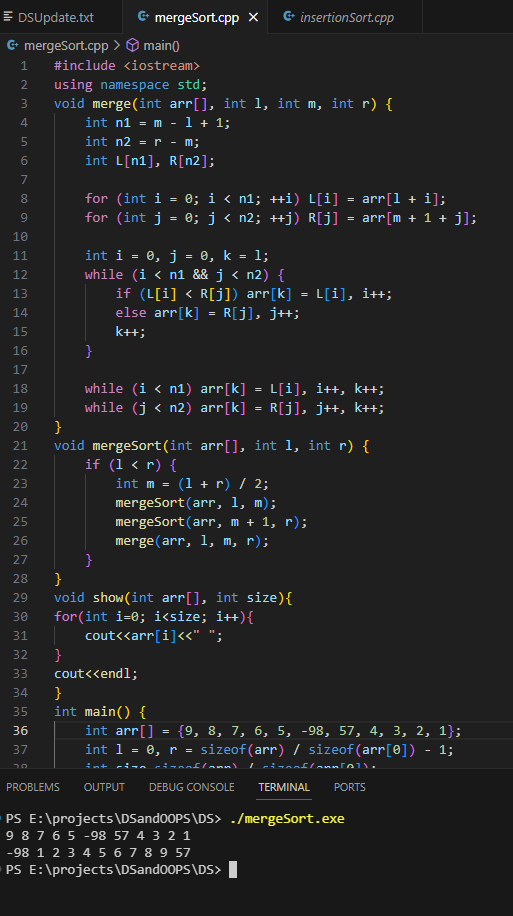 DSUpdate.txt mergeSort.cpp insertionSort.cpp
mergeSort.cpp > main()
1 #include <iostream>
2 using namespace std;
3 void merge(int arr[], int l, int m, int r) {
4 int n1 = m - l + 1;
5 int n2 = r - m;
6 int L[n1], R[n2];
7
8 for (int i = 0; i < n1; ++i) L[i] = arr[l + i];
9 for (int j = 0; j < n2; ++j) R[j] = arr[m + 1 + j];
10
11 int i = 0, j = 0, k = l;
12 while (i < n1 && j < n2) {
13 if (L[i] < R[j]) arr[k] = L[i], i++;
14 else arr[k] = R[j], j++;
15 k++;
16 }
17
18 while (i < n1) arr[k] = L[i], i++, k++;
19 while (j < n2) arr[k] = R[j], j++, k++;
20 }
21 void mergeSort(int arr[], int l, int r) {
22 if (l < r) {
23 int m = (l + r) / 2;
24 mergeSort(arr, l, m);
25 mergeSort(arr, m + 1, r);
26 merge(arr, l, m, r);
27 }
28 }
29 void show(int arr[], int size){
30 for(int i=0; i<size; i++){
31 cout<<arr[i]<<" ";
32 }
33 cout<<endl;
34 }
35 int main() {
36 int arr[] = {9, 8, 7, 6, 5, -98, 57, 4, 3, 2, 1};
37 int l = 0, r = sizeof(arr) / sizeof(arr[0]) - 1;
38 int size=sizeof(arr) / sizeof(arr[0]);
PROBLEMS OUTPUT DEBUG CONSOLE TERMINAL PORTS
PS E:\projects\DSandOOPS\DS> ./mergeSort.exe
9 8 7 6 5 -98 57 4 3 2 1
-98 1 2 3 4 5 6 7 8 9 57
PS E:\projects\DSandOOPS\DS>